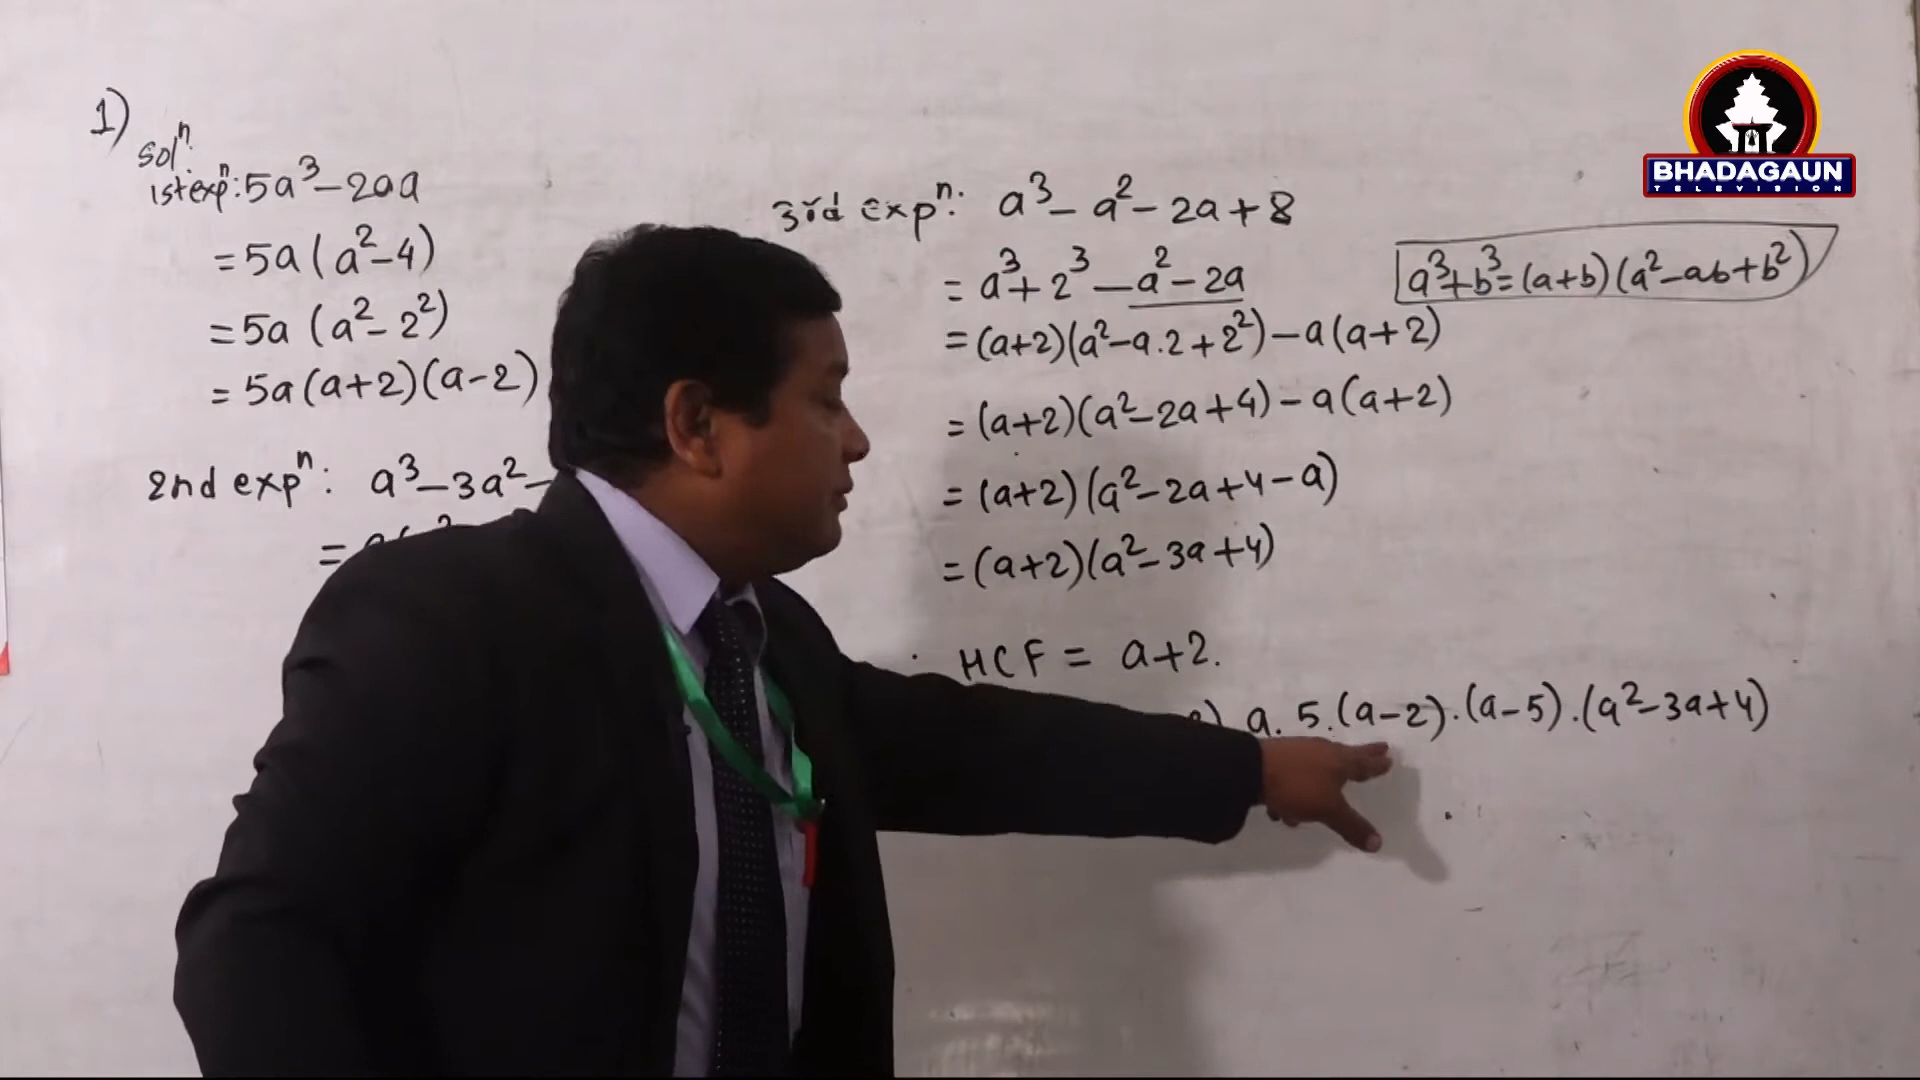 1)
solⁿ.
1st expⁿ: 5a³ - 20a
= 5a(a² - 4)
= 5a (a² - 2²)
= 5a(a+2)(a-2)
2nd expⁿ: a³ - 3a² -
=
3rd expⁿ: a³ - a² - 2a + 8
= a³ + 2³ - a² - 2a
= (a+2)(a² - a.2 + 2²) - a(a+2)
= (a+2)(a² - 2a + 4) - a(a+2)
= (a+2)(a² - 2a + 4 - a)
= (a+2)(a² - 3a + 4)
HCF = a+2.
) a. 5.(a-2).(a-5).(a² - 3a + 4)
a³ + b³ = (a+b)(a² - ab + b²)
BHADAGAUN
TELEVISION